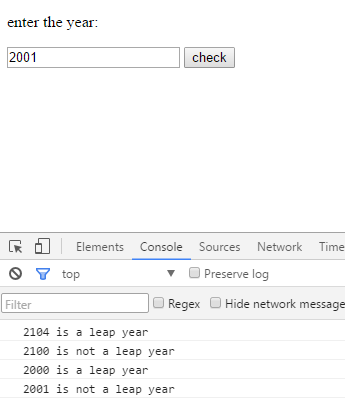 enter the year:
2001 check
Elements Console Sources Network Time
top Preserve log
Filter Regex Hide network message
2104 is a leap year
2100 is not a leap year
2000 is a leap year
2001 is not a leap year